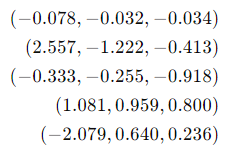 (−0.078, −0.032, −0.034)
(2.557, −1.222, −0.413)
(−0.333, −0.255, −0.918)
(1.081, 0.959, 0.800)
(−2.079, 0.640, 0.236)